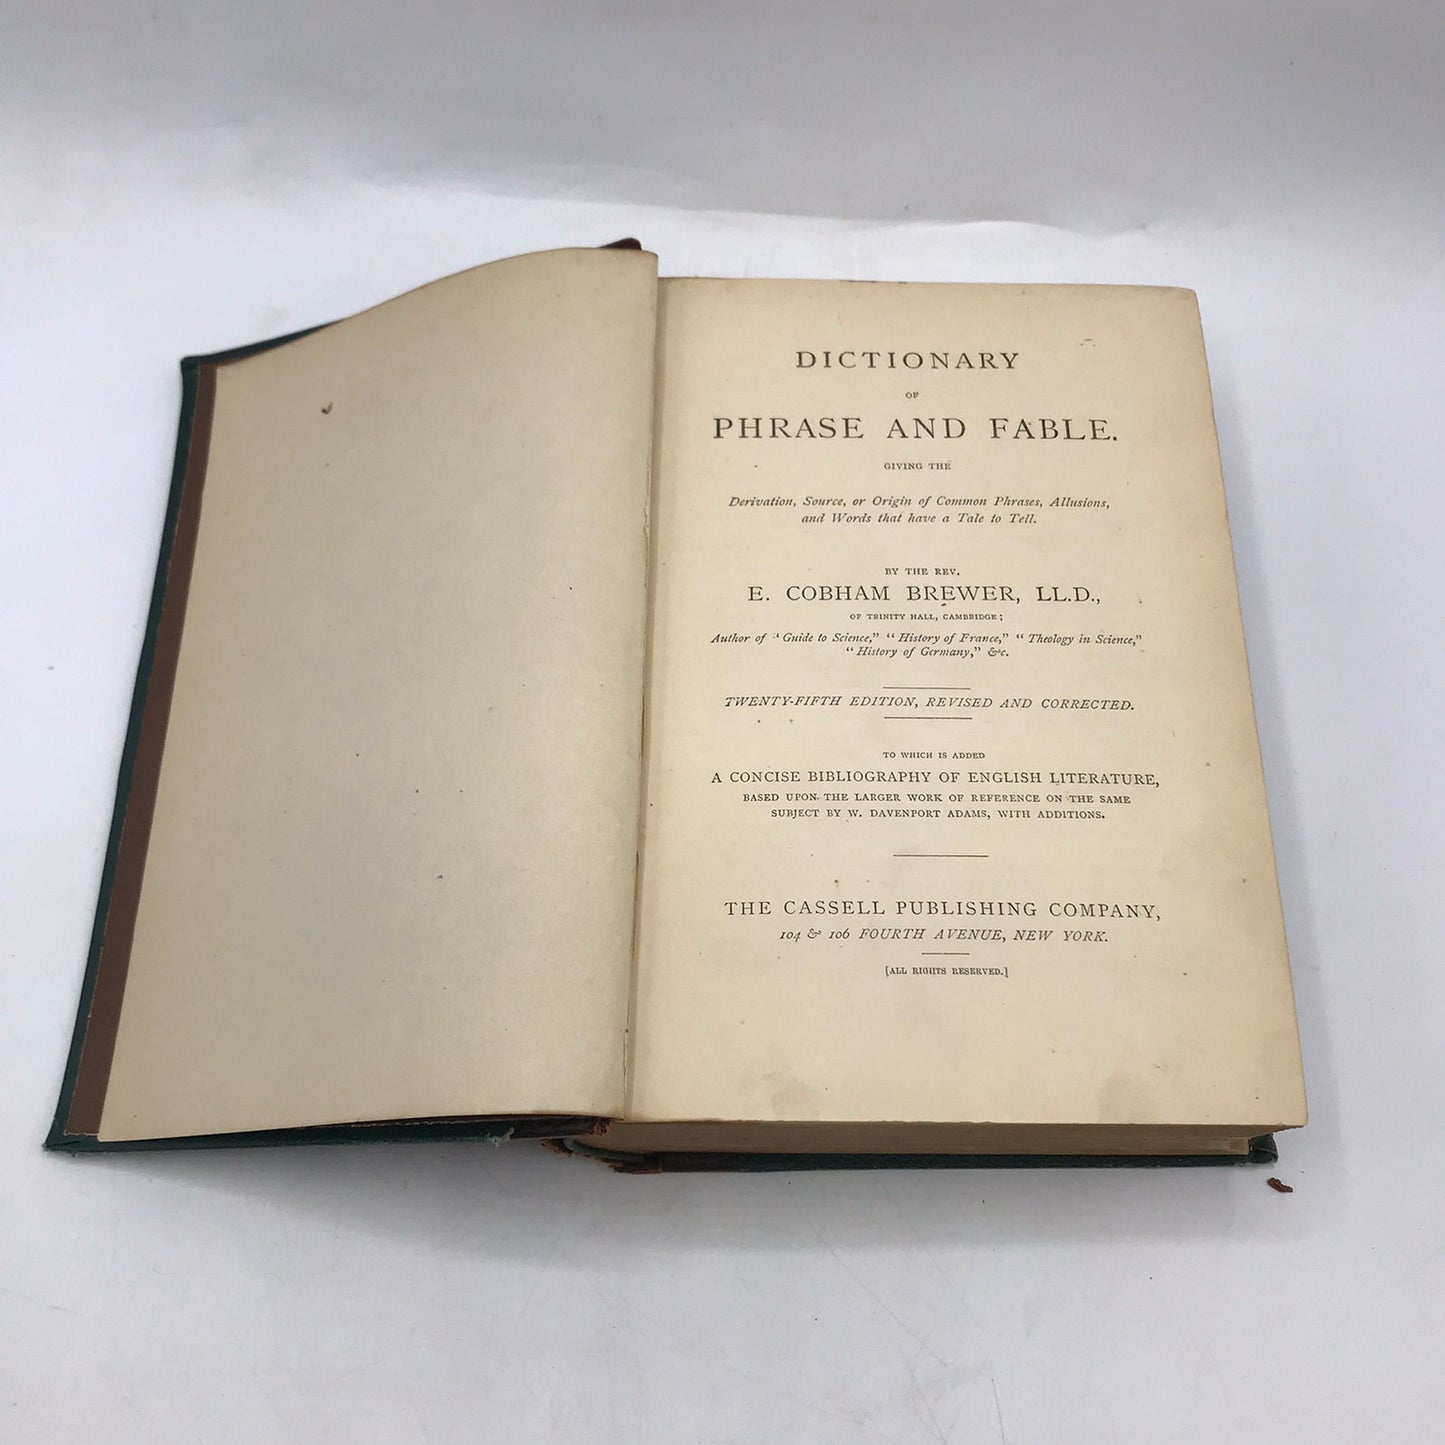 DICTIONARY
OF
PHRASE AND FABLE.
GIVING THE
Derivation, Source, or Origin of Common Phrases, Allusions,
and Words that have a Tale to Tell.
BY THE REV.
E. COBHAM BREWER, LL.D.,
OF TRINITY HALL, CAMBRIDGE;
Author of "Guide to Science," "History of France," "Theology in Science,"
"History of Germany," &c.
TWENTY-FIFTH EDITION, REVISED AND CORRECTED.
TO WHICH IS ADDED
A CONCISE BIBLIOGRAPHY OF ENGLISH LITERATURE,
BASED UPON THE LARGER WORK OF REFERENCE ON THE SAME
SUBJECT BY W. DAVENPORT ADAMS, WITH ADDITIONS.
THE CASSELL PUBLISHING COMPANY,
104 & 106 FOURTH AVENUE, NEW YORK.
[ALL RIGHTS RESERVED.]